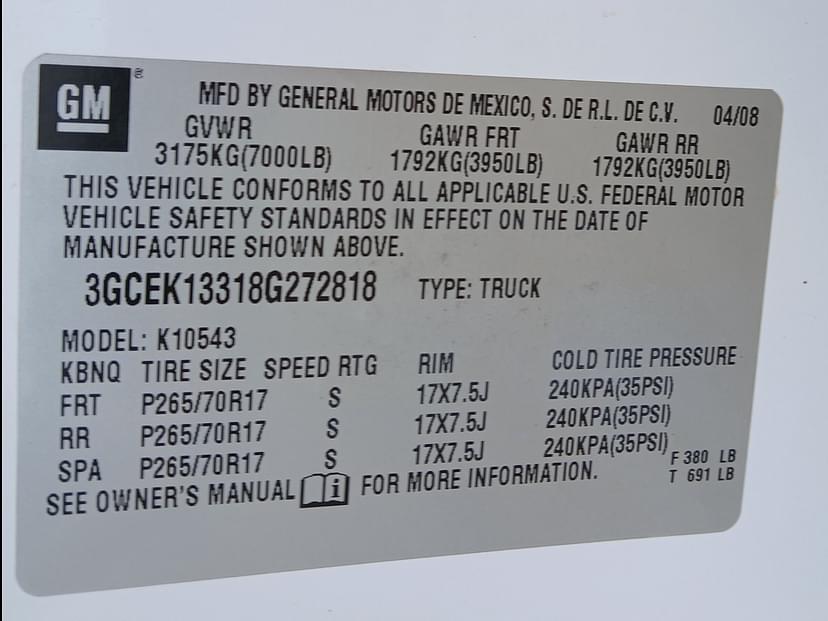 GM ®
MFD BY GENERAL MOTORS DE MEXICO, S. DE R.L. DE C.V. 04/08
GVWR GAWR FRT GAWR RR
3175KG(7000LB) 1792KG(3950LB) 1792KG(3950LB)
THIS VEHICLE CONFORMS TO ALL APPLICABLE U.S. FEDERAL MOTOR
VEHICLE SAFETY STANDARDS IN EFFECT ON THE DATE OF
MANUFACTURE SHOWN ABOVE.
3GCEK13318G272818 TYPE: TRUCK
MODEL: K10543
KBNQ TIRE SIZE SPEED RTG RIM COLD TIRE PRESSURE
FRT P265/70R17 S 17X7.5J 240KPA(35PSI)
RR P265/70R17 S 17X7.5J 240KPA(35PSI)
SPA P265/70R17 S 17X7.5J 240KPA(35PSI) F 380 LB
SEE OWNER'S MANUAL i FOR MORE INFORMATION. T 691 LB